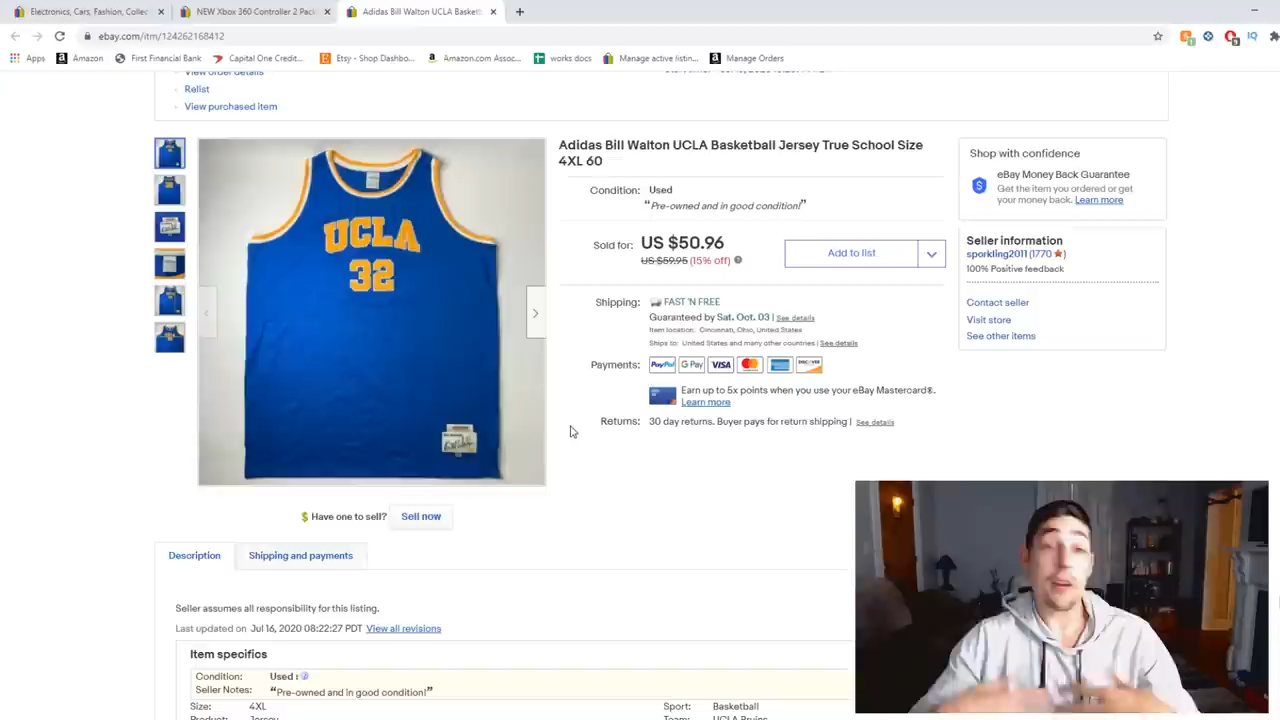 Electronics, Cars, Fashion, Collec
NEW Xbox 360 Controller 2 Pack
Adidas Bill Walton UCLA Basketb
ebay.com/itm/124262168412
Apps
Amazon
First Financial Bank
Capital One Credit...
Etsy - Shop Dashbo...
Amazon.com Assoc...
works docs
Manage active listin...
Manage Orders
View order details
Relist
View purchased item
UCLA
32
Adidas Bill Walton UCLA Basketball Jersey True School Size
4XL 60
Condition: Used
"Pre-owned and in good condition!"
Sold for: US $50.96
US $59.95 (15% off)
Add to list
Shipping: FAST 'N FREE
Guaranteed by Sat. Oct. 03 | See details
Item location: Cincinnati, Ohio, United States
Ships to: United States and many other countries | See details
Payments: PayPal G Pay VISA DISCOVER
Earn up to 5x points when you use your eBay Mastercard®.
Learn more
Returns: 30 day returns. Buyer pays for return shipping | See details
Shop with confidence
eBay Money Back Guarantee
Get the item you ordered or get
your money back. Learn more
Seller information
sporkling2011 (1770)
100% Positive feedback
Contact seller
Visit store
See other items
Have one to sell? Sell now
Description
Shipping and payments
Seller assumes all responsibility for this listing.
Last updated on Jul 16, 2020 08:22:27 PDT View all revisions
Item specifics
Condition: Used :
Seller Notes: "Pre-owned and in good condition!"
Size: 4XL
Sport: Basketball
Product: Jersey
Team: UCLA Bruins